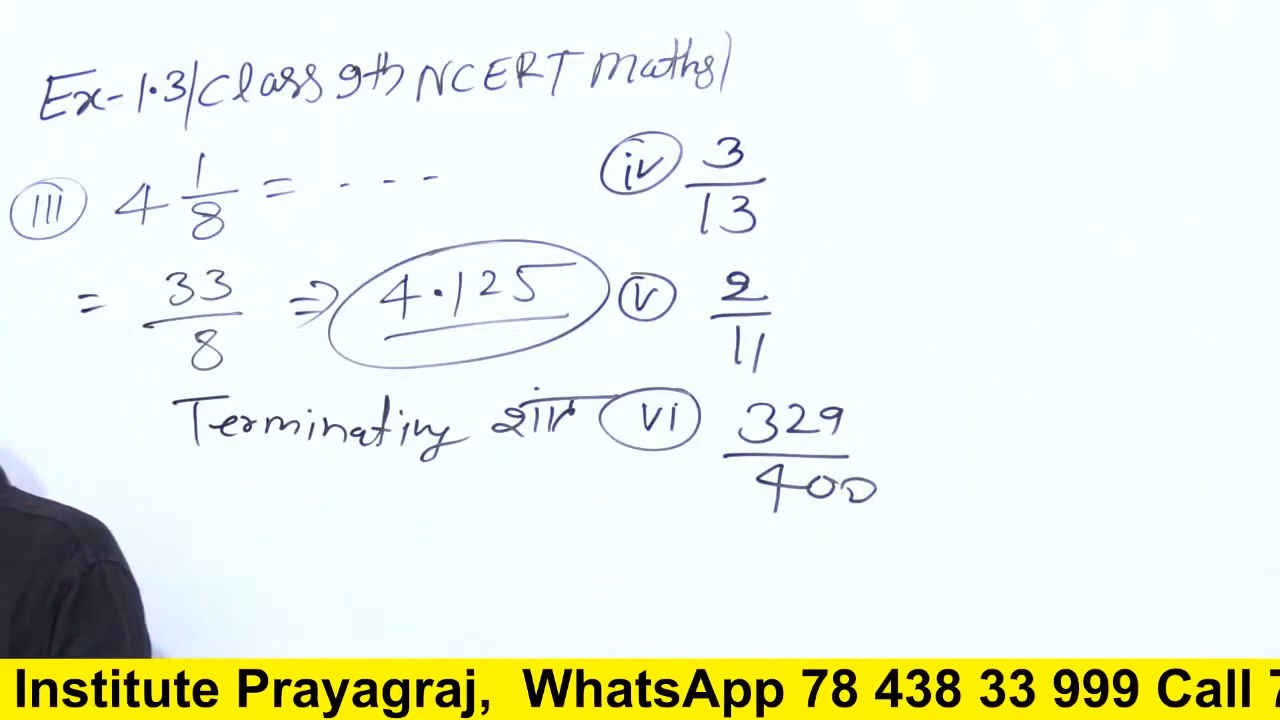 Ex-1.3/Class 9th NCERT Maths)
(iii) 4 1/8 = - - -
= 33/8 => 4.125
Terminating
(iv) 3/13
(v) 2/11
(vi) 329/400
Institute Prayagraj, WhatsApp 78 438 33 999 Call 7